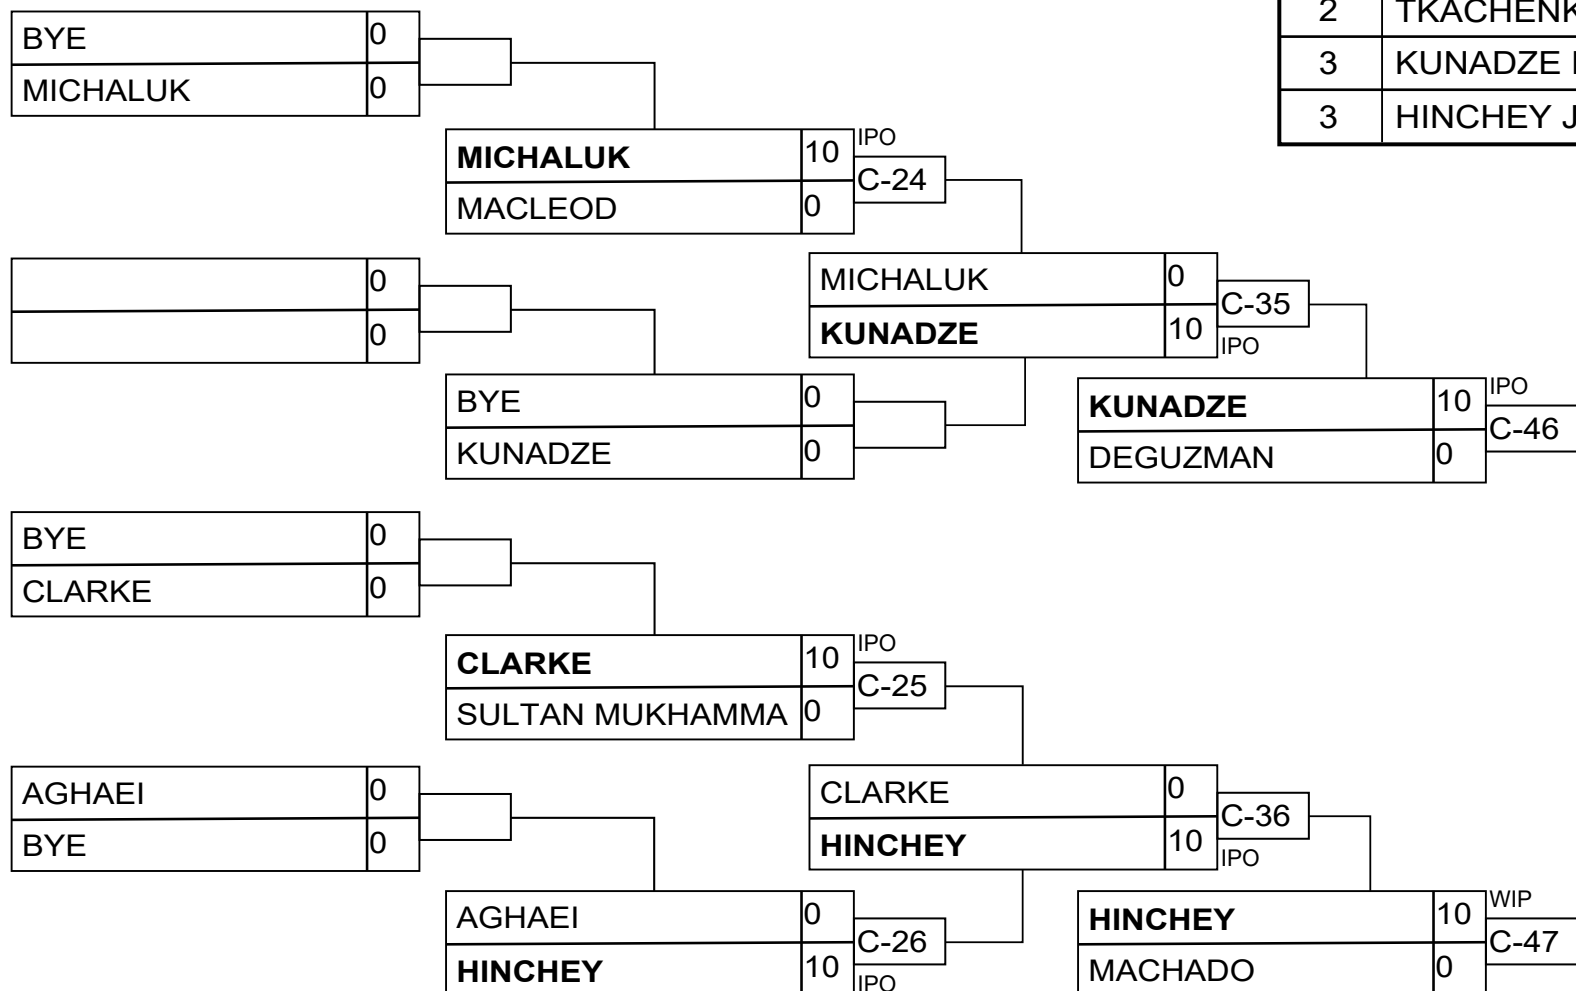 BYE 0
MICHALUK 0
2 TKACHENK
3 KUNADZE
3 HINCHEY J
MICHALUK 10 IPO
C-24
MACLEOD 0
0
0
MICHALUK 0
C-35
KUNADZE 10 IPO
BYE 0
KUNADZE 0
KUNADZE 10 IPO
C-46
DEGUZMAN 0
BYE 0
CLARKE 0
CLARKE 10 IPO
C-25
SULTAN MUKHAMMA 0
AGHAEI 0
BYE 0
CLARKE 0
C-36
HINCHEY 10 IPO
AGHAEI 0
C-26
HINCHEY 10 IPO
HINCHEY 10 WIP
C-47
MACHADO 0